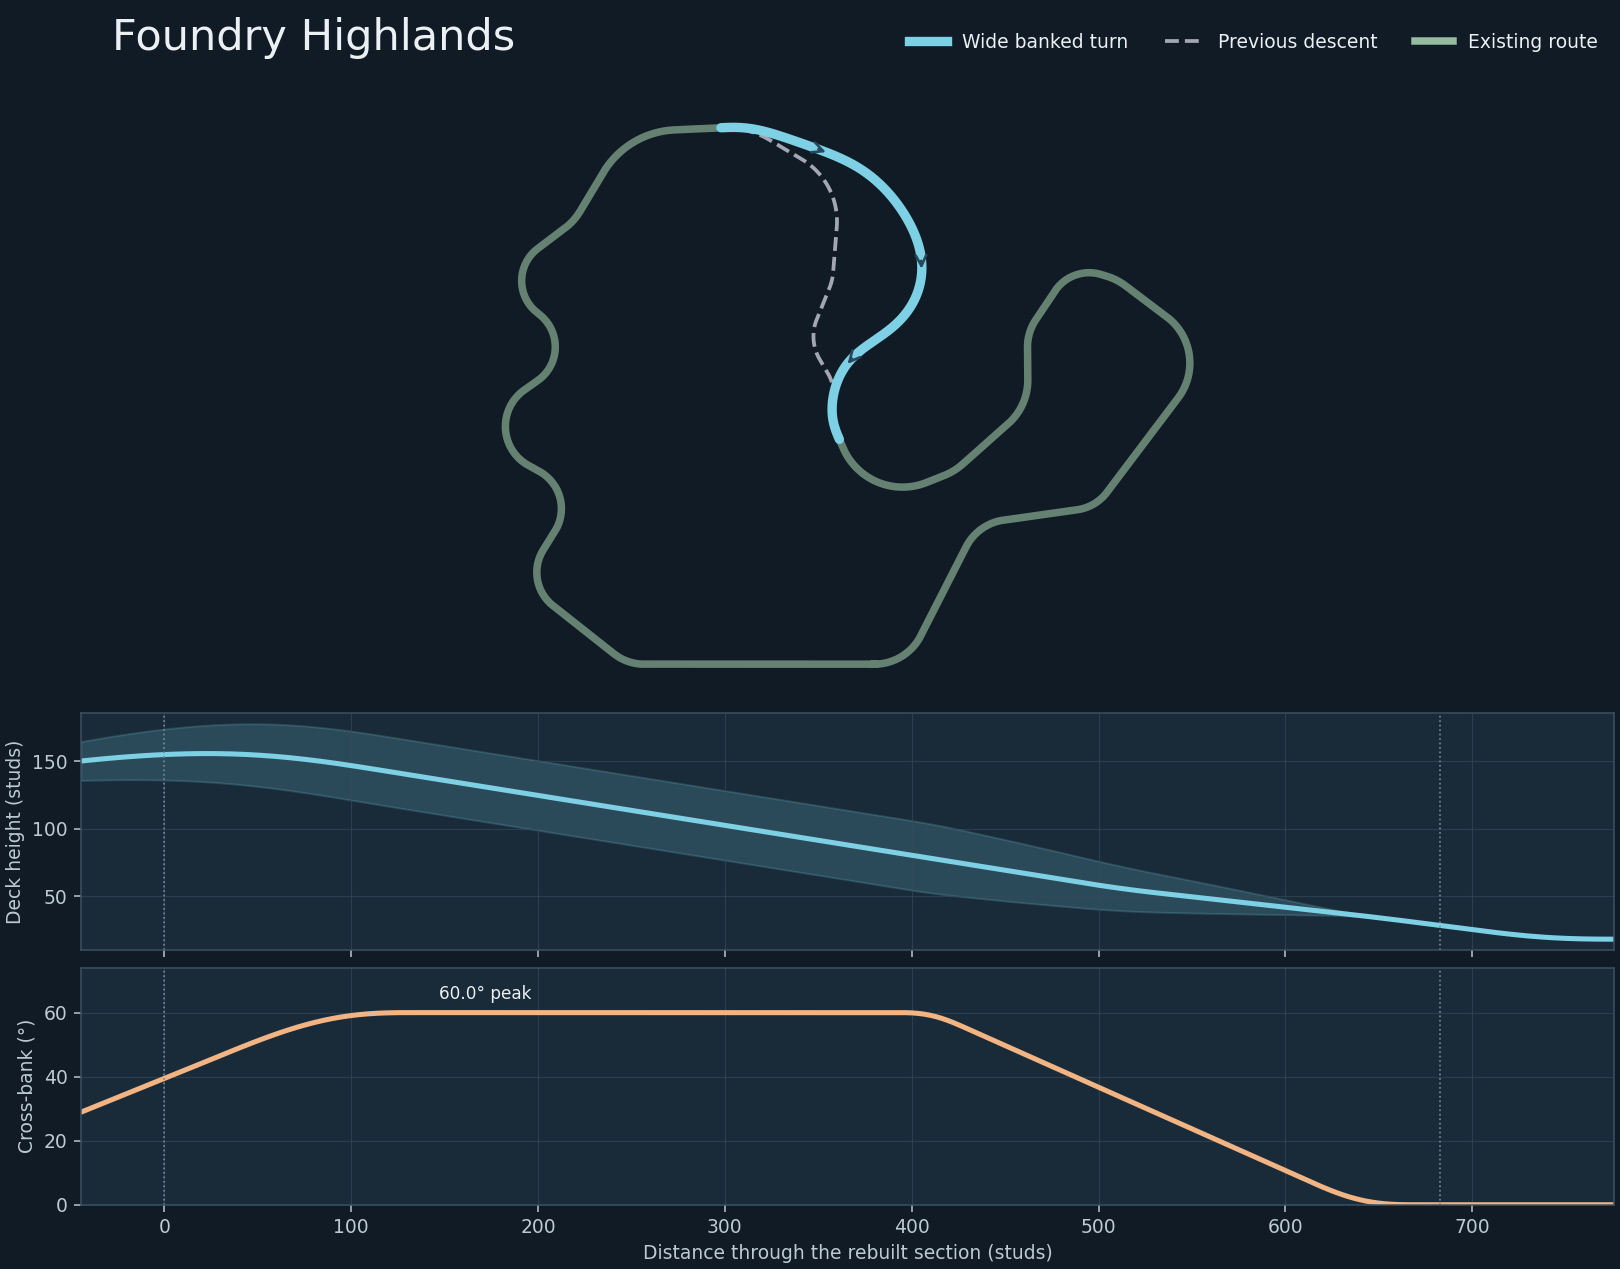 Foundry Highlands
Wide banked turn
Previous descent
Existing route
Deck height (studs)
150
100
50
60.0° peak
Cross-bank (°)
60
40
20
0
0 100 200 300 400 500 600 700
Distance through the rebuilt section (studs)